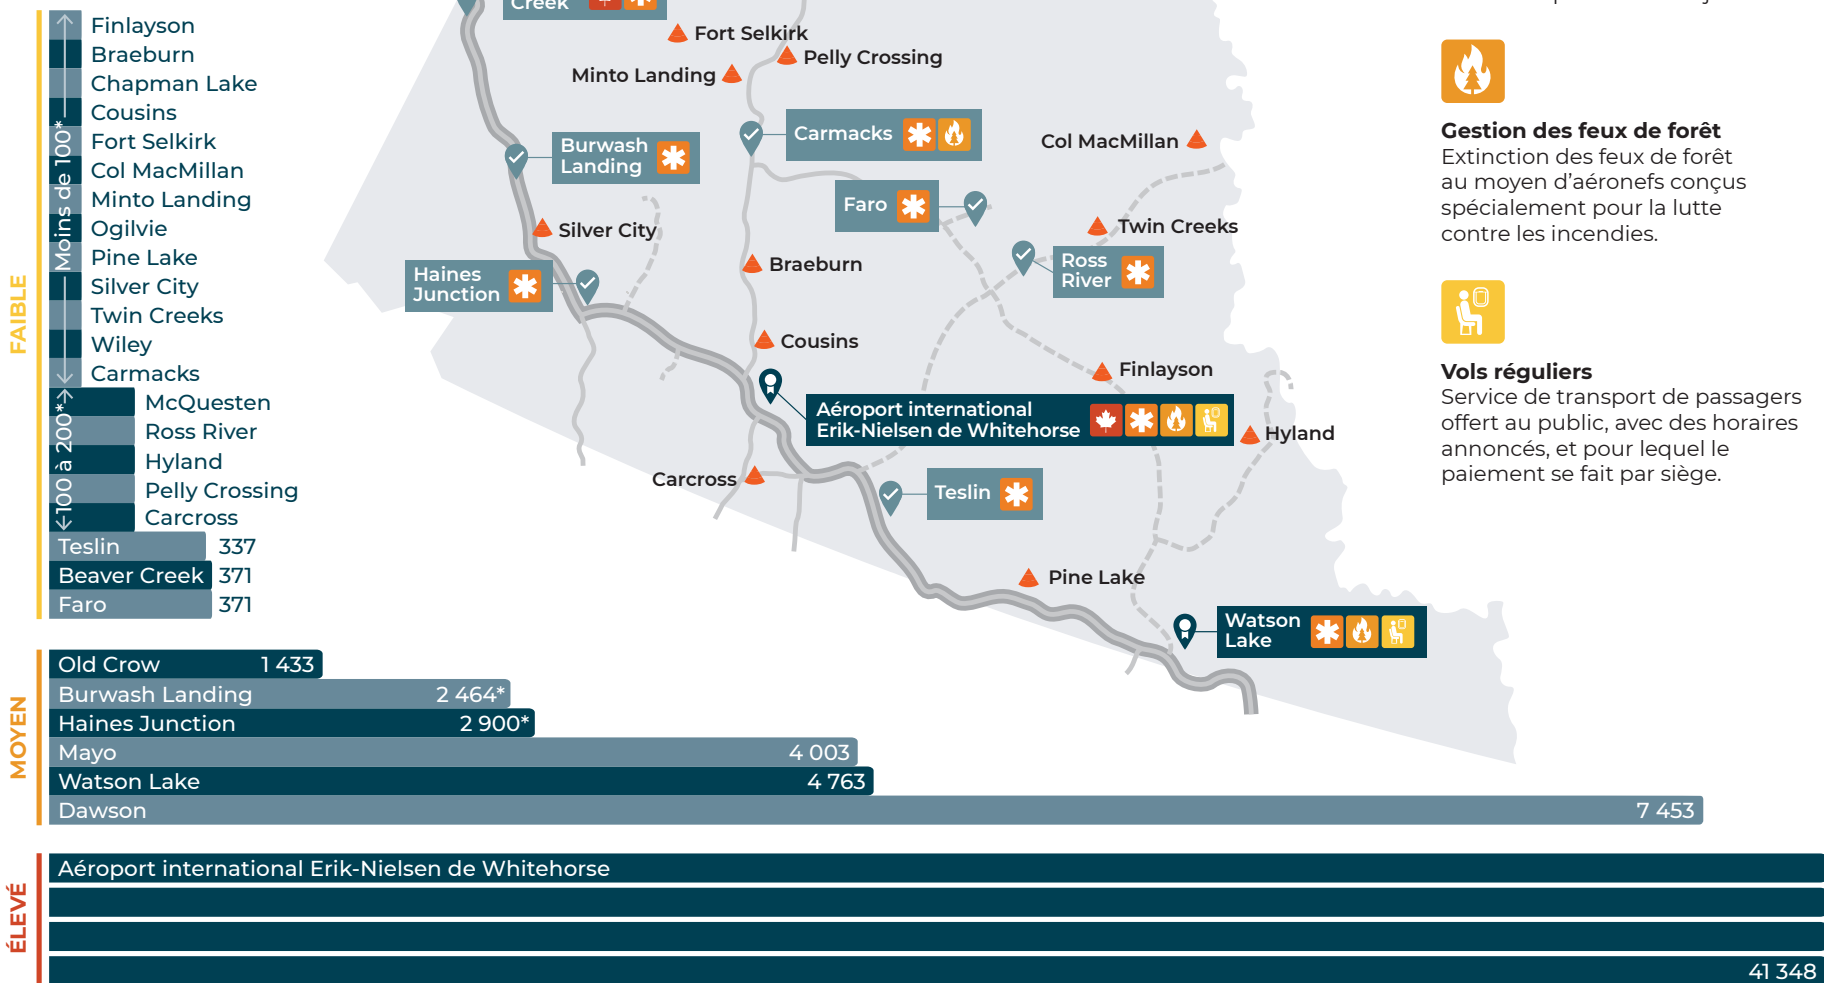 Creek
FAIBLE
Moins de 100*
Finlayson
Braeburn
Chapman Lake
Cousins
Fort Selkirk
Col MacMillan
Minto Landing
Ogilvie
Pine Lake
Silver City
Twin Creeks
Wiley
Carmacks
100 à 200*
McQuesten
Ross River
Hyland
Pelly Crossing
Carcross
Teslin 337
Beaver Creek 371
Faro 371
MOYEN
Old Crow 1 433
Burwash Landing 2 464*
Haines Junction 2 900*
Mayo 4 003
Watson Lake 4 763
Dawson 7 453
ÉLEVÉ
Aéroport international Erik-Nielsen de Whitehorse
41 348
Fort Selkirk
Pelly Crossing
Minto Landing
Carmacks
Col MacMillan
Burwash
Landing
Faro
Silver City
Twin Creeks
Braeburn
Ross
River
Haines
Junction
Cousins
Finlayson
Aéroport international
Erik-Nielsen de Whitehorse
Hyland
Carcross
Teslin
Pine Lake
Watson
Lake
Gestion des feux de forêt
Extinction des feux de forêt
au moyen d’aéronefs conçus
spécialement pour la lutte
contre les incendies.
Vols réguliers
Service de transport de passagers
offert au public, avec des horaires
annoncés, et pour lequel le
paiement se fait par siège.